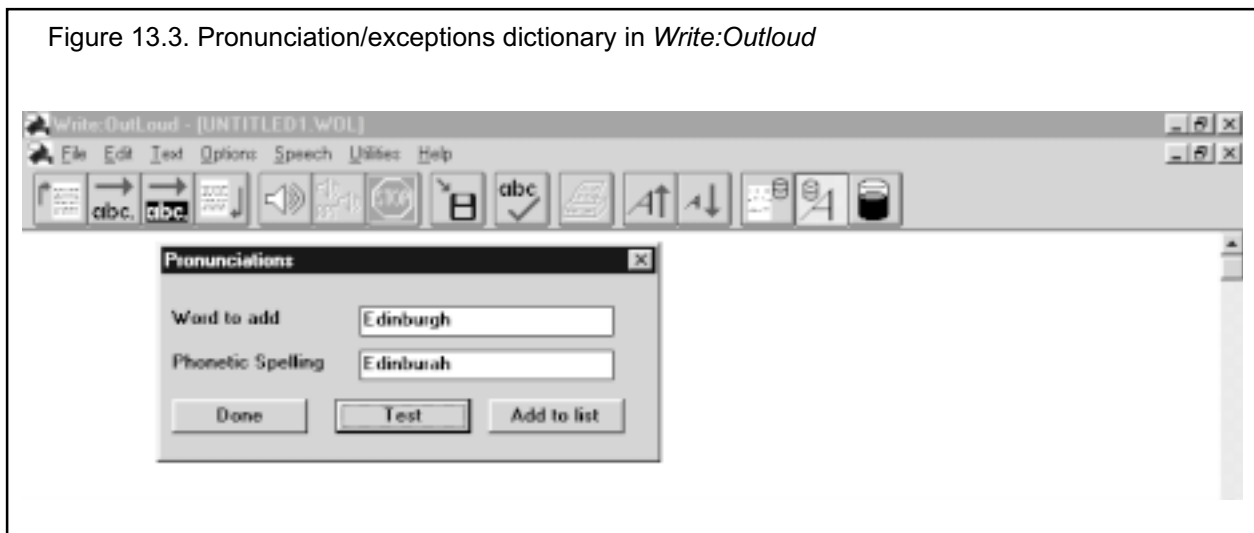 Figure 13.3. Pronunciation/exceptions dictionary in Write:Outloud
Write:OutLoud - [UNTITLED1.WOL]
File Edit Text Options Speech Utilities Help
abc. abc. abc
Pronunciations
Word to add Edinburgh
Phonetic Spelling Edinburah
Done Test Add to list